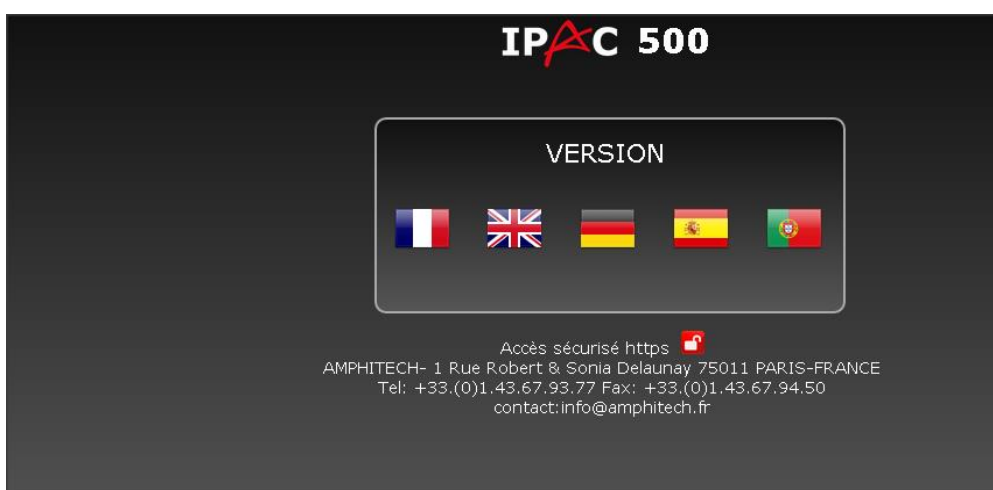 IPAC 500
VERSION
Accès sécurisé https
AMPHITECH- 1 Rue Robert & Sonia Delaunay 75011 PARIS-FRANCE
Tel: +33.(0)1.43.67.93.77 Fax: +33.(0)1.43.67.94.50
contact:info@amphitech.fr